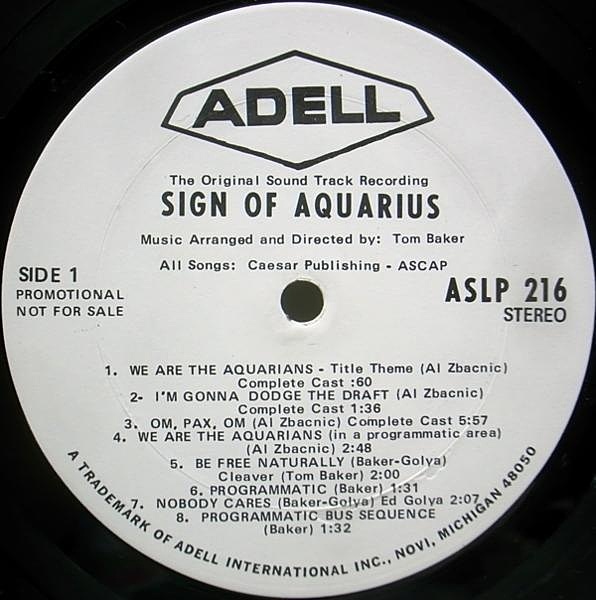 ADELL
The Original Sound Track Recording
SIGN OF AQUARIUS
Music Arranged and Directed by: Tom Baker
All Songs: Caesar Publishing - ASCAP
SIDE 1
PROMOTIONAL
NOT FOR SALE
ASLP 216
STEREO
1. WE ARE THE AQUARIANS - Title Theme (Al Zbacnic)
Complete Cast :60
2- I'M GONNA DODGE THE DRAFT (Al Zbacnic)
Complete Cast 1:36
3. OM, PAX, OM (Al Zbacnic) Complete Cast 5:57
4. WE ARE THE AQUARIANS (in a programmatic area)
(Al Zbacnic) 2:48
5. BE FREE NATURALLY (Baker-Golya)
Cleaver (Tom Baker) 2:00
6. PROGRAMMATIC (Baker) 1:31
7. NOBODY CARES (Baker-Golya) Ed Golya 2:07
8. PROGRAMMATIC BUS SEQUENCE
(Baker) 1:32
A TRADEMARK OF ADELL INTERNATIONAL INC., NOVI, MICHIGAN 48050